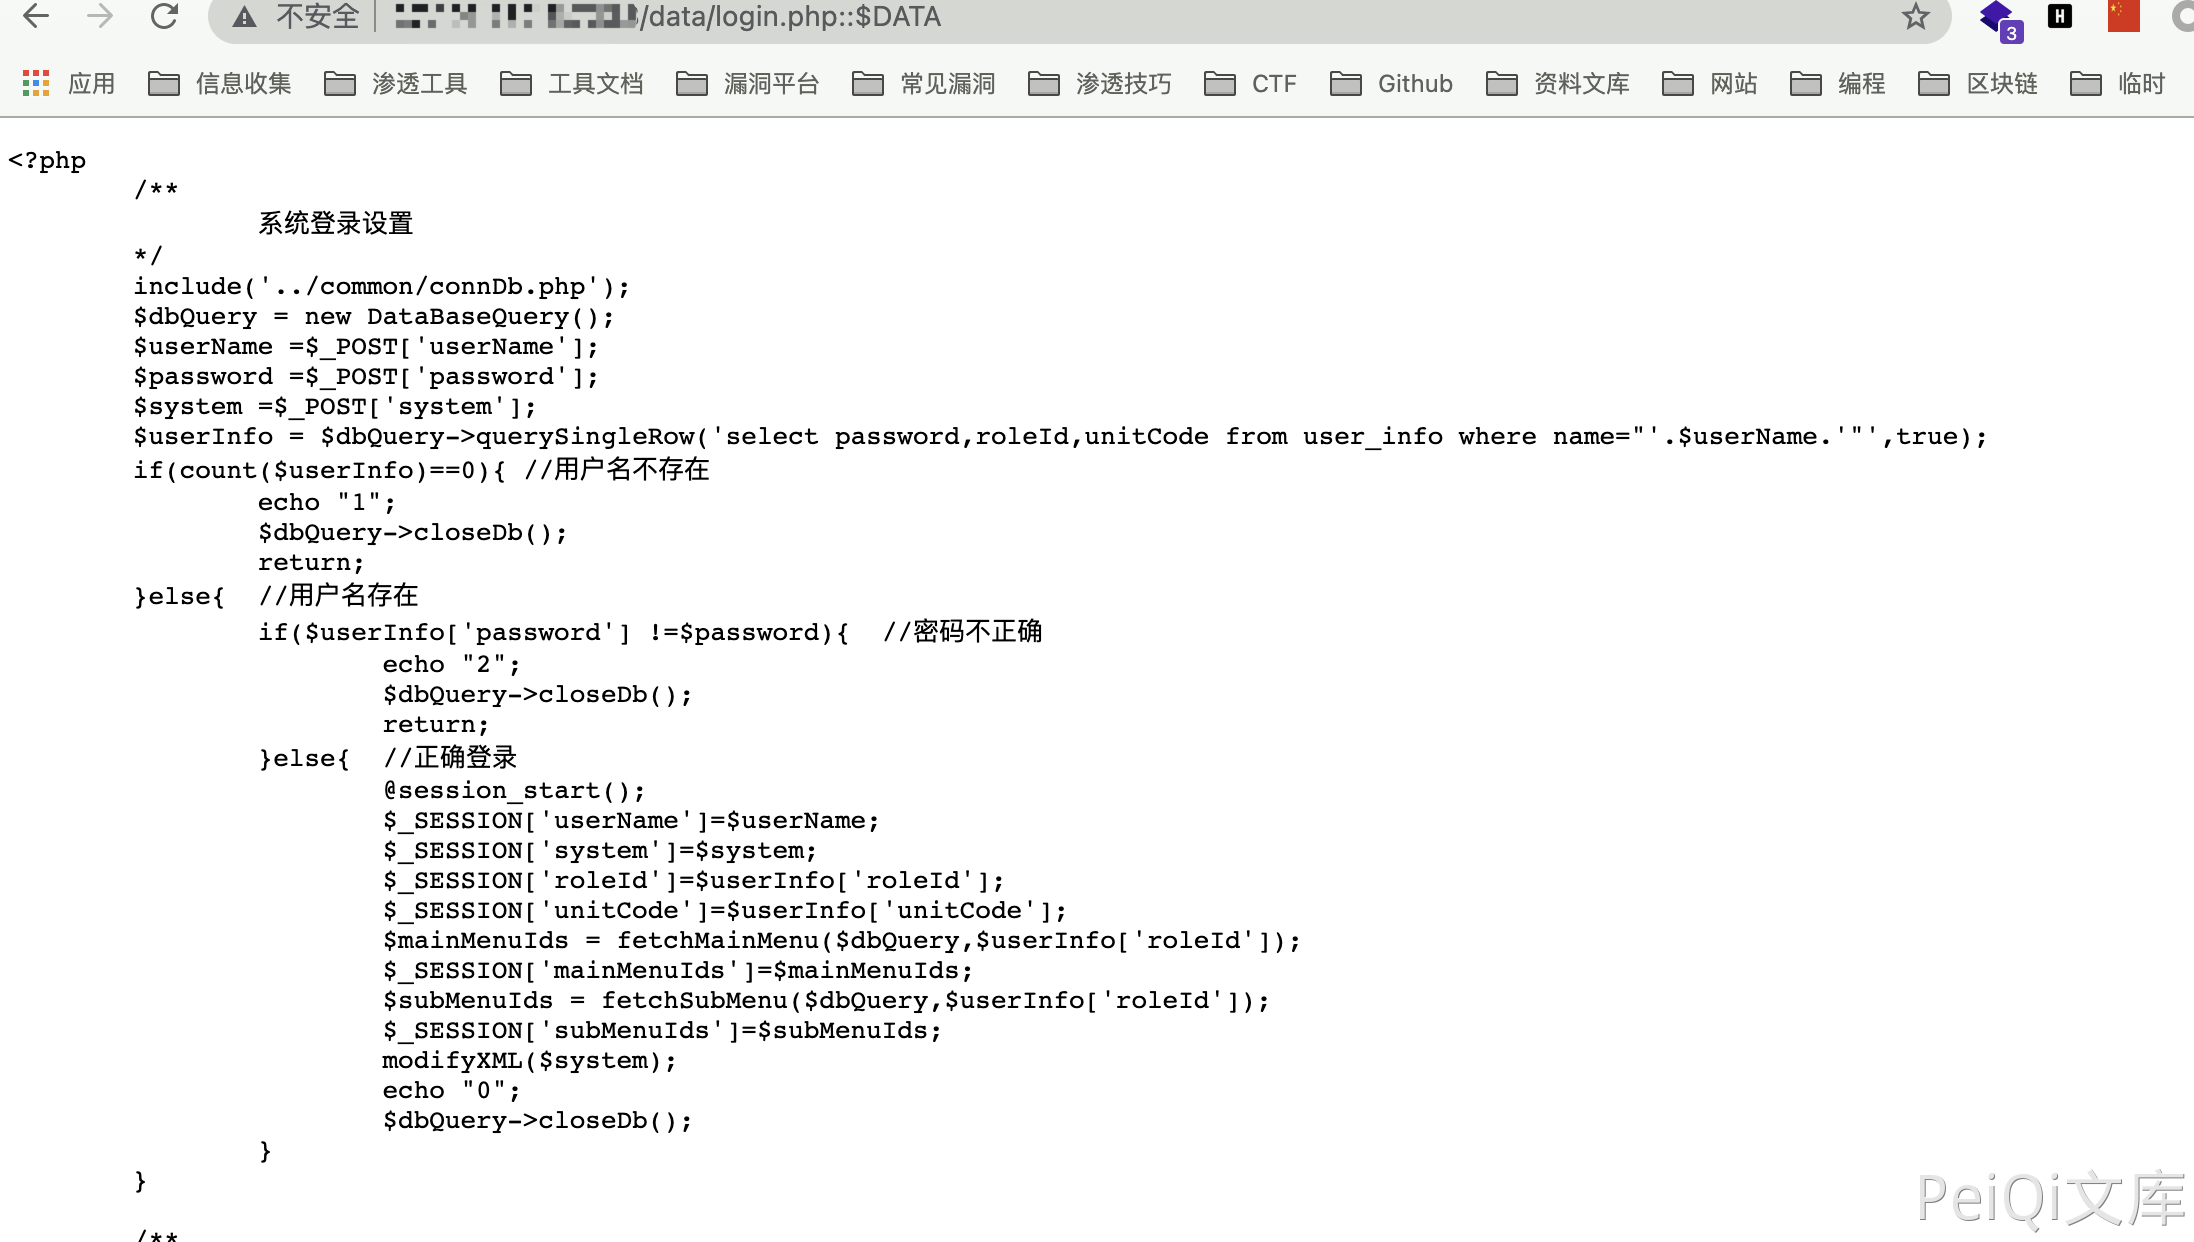 不安全 /data/login.php::$DATA
3 H
应用 信息收集 渗透工具 工具文档 漏洞平台 常见漏洞 渗透技巧 CTF Github 资料文库 网站 编程 区块链 临时
<?php
/**
系统登录设置
*/
include('../common/connDb.php');
$dbQuery = new DataBaseQuery();
$userName =$_POST['userName'];
$password =$_POST['password'];
$system =$_POST['system'];
$userInfo = $dbQuery->querySingleRow('select password,roleId,unitCode from user_info where name="'.$userName.'"',true);
if(count($userInfo)==0){ //用户名不存在
echo "1";
$dbQuery->closeDb();
return;
}else{ //用户名存在
if($userInfo['password'] !=$password){ //密码不正确
echo "2";
$dbQuery->closeDb();
return;
}else{ //正确登录
@session_start();
$_SESSION['userName']=$userName;
$_SESSION['system']=$system;
$_SESSION['roleId']=$userInfo['roleId'];
$_SESSION['unitCode']=$userInfo['unitCode'];
$mainMenuIds = fetchMainMenu($dbQuery,$userInfo['roleId']);
$_SESSION['mainMenuIds']=$mainMenuIds;
$subMenuIds = fetchSubMenu($dbQuery,$userInfo['roleId']);
$_SESSION['subMenuIds']=$subMenuIds;
modifyXML($system);
echo "0";
$dbQuery->closeDb();
}
}
/**
PeiQi文库